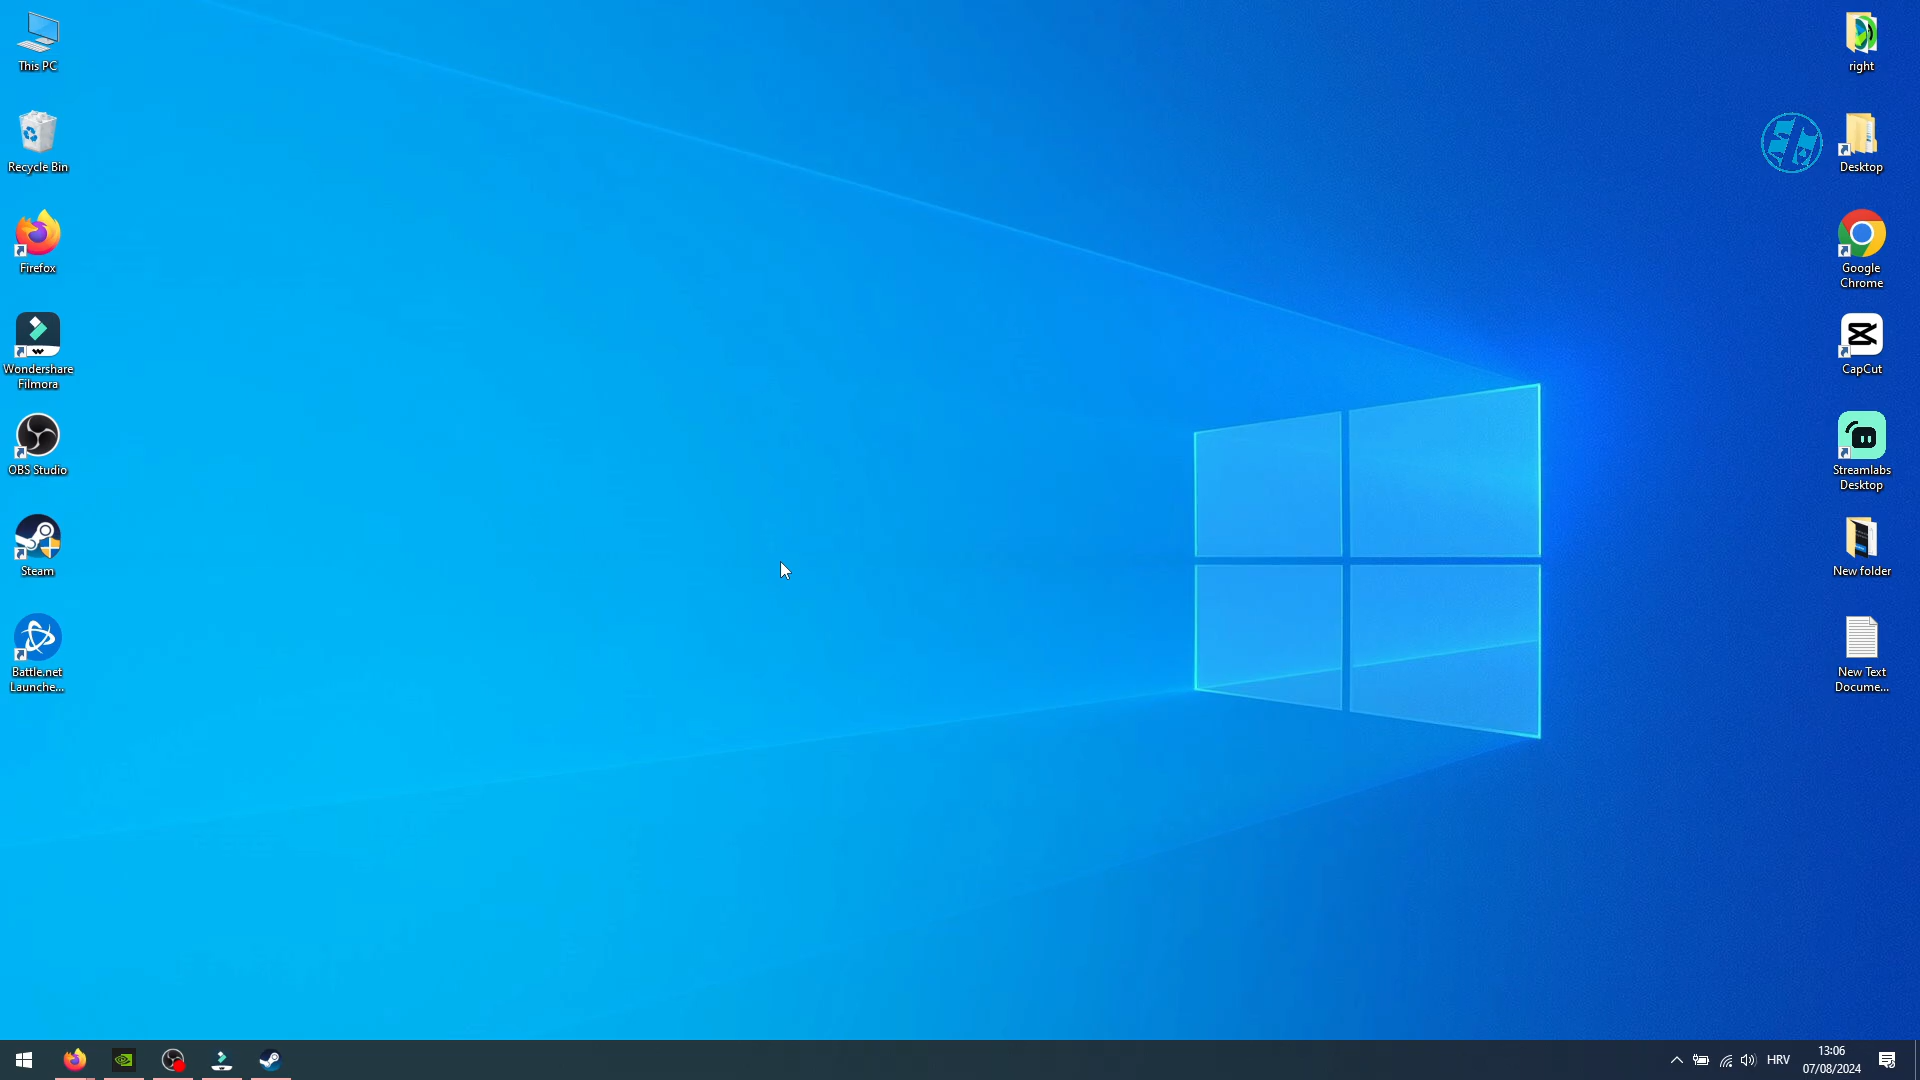 This PC
Recycle Bin
Firefox
Wondershare
Filmora
OBS Studio
Steam
Battle.net
Launche...
right
Desktop
Google
Chrome
CapCut
Streamlabs
Desktop
New folder
New Text
Docume...
HRV
13:06
07/08/2024